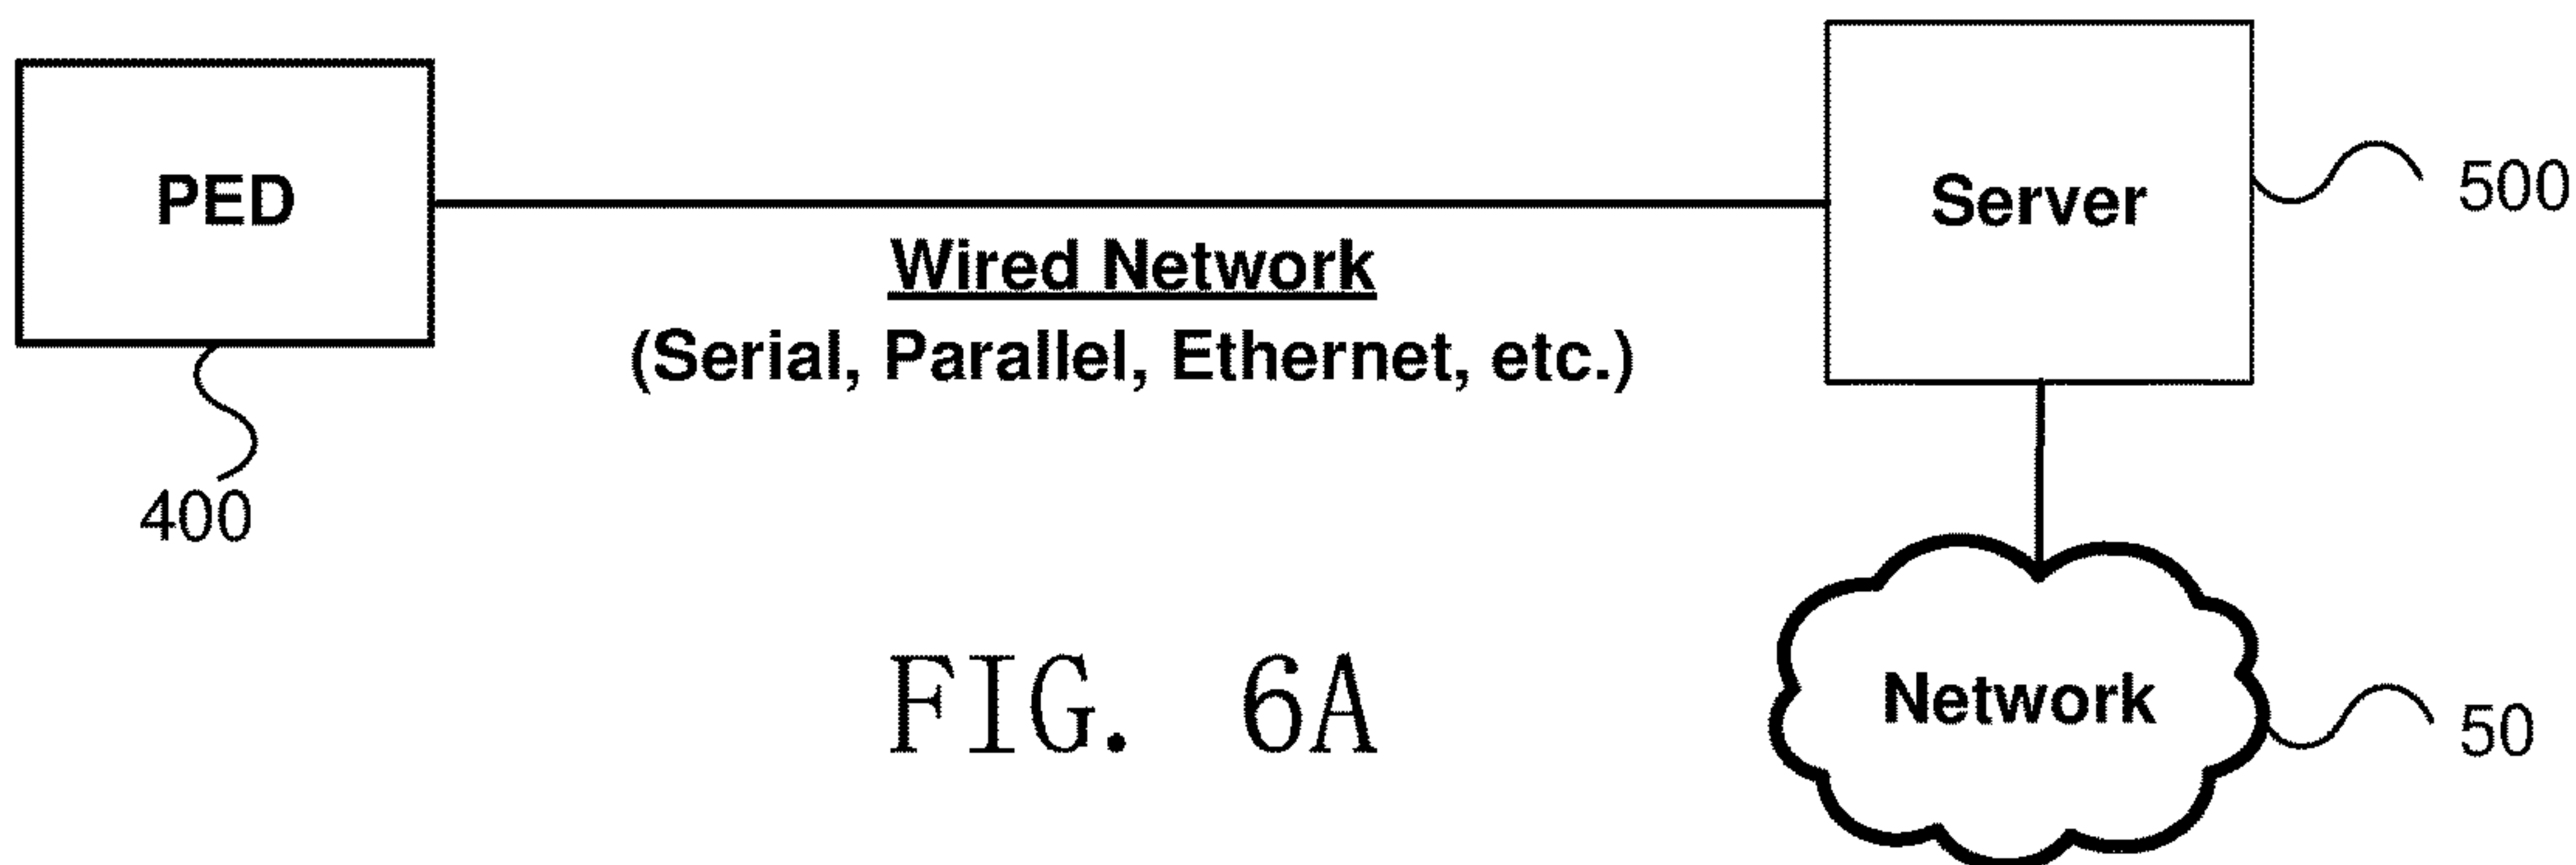 PED
Server
500
Wired Network
(Serial, Parallel, Ethernet, etc.)
400
Network
50
FIG. 6A